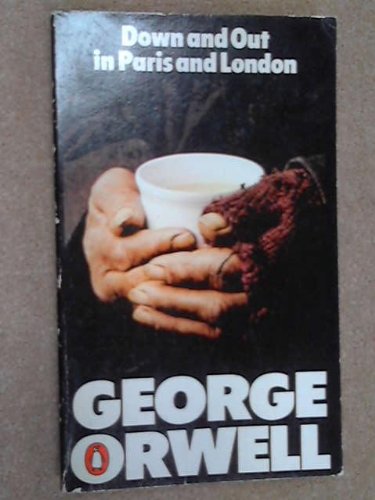 Down and Out
in Paris and London
GEORGE
ORWELL